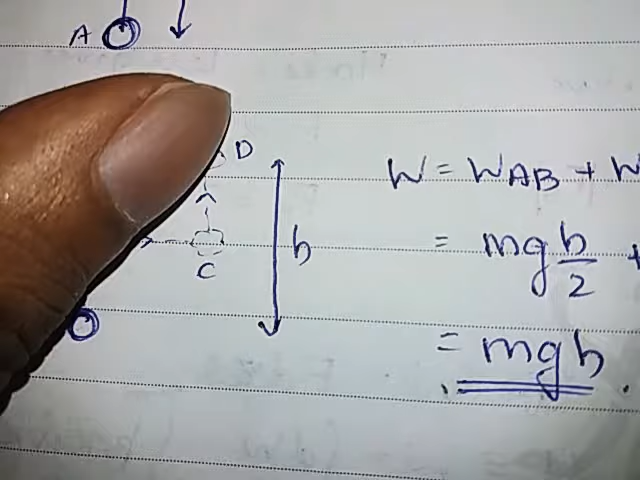 A
D
W = WAB + W
h
= mg h/2 +
C
= mgh.